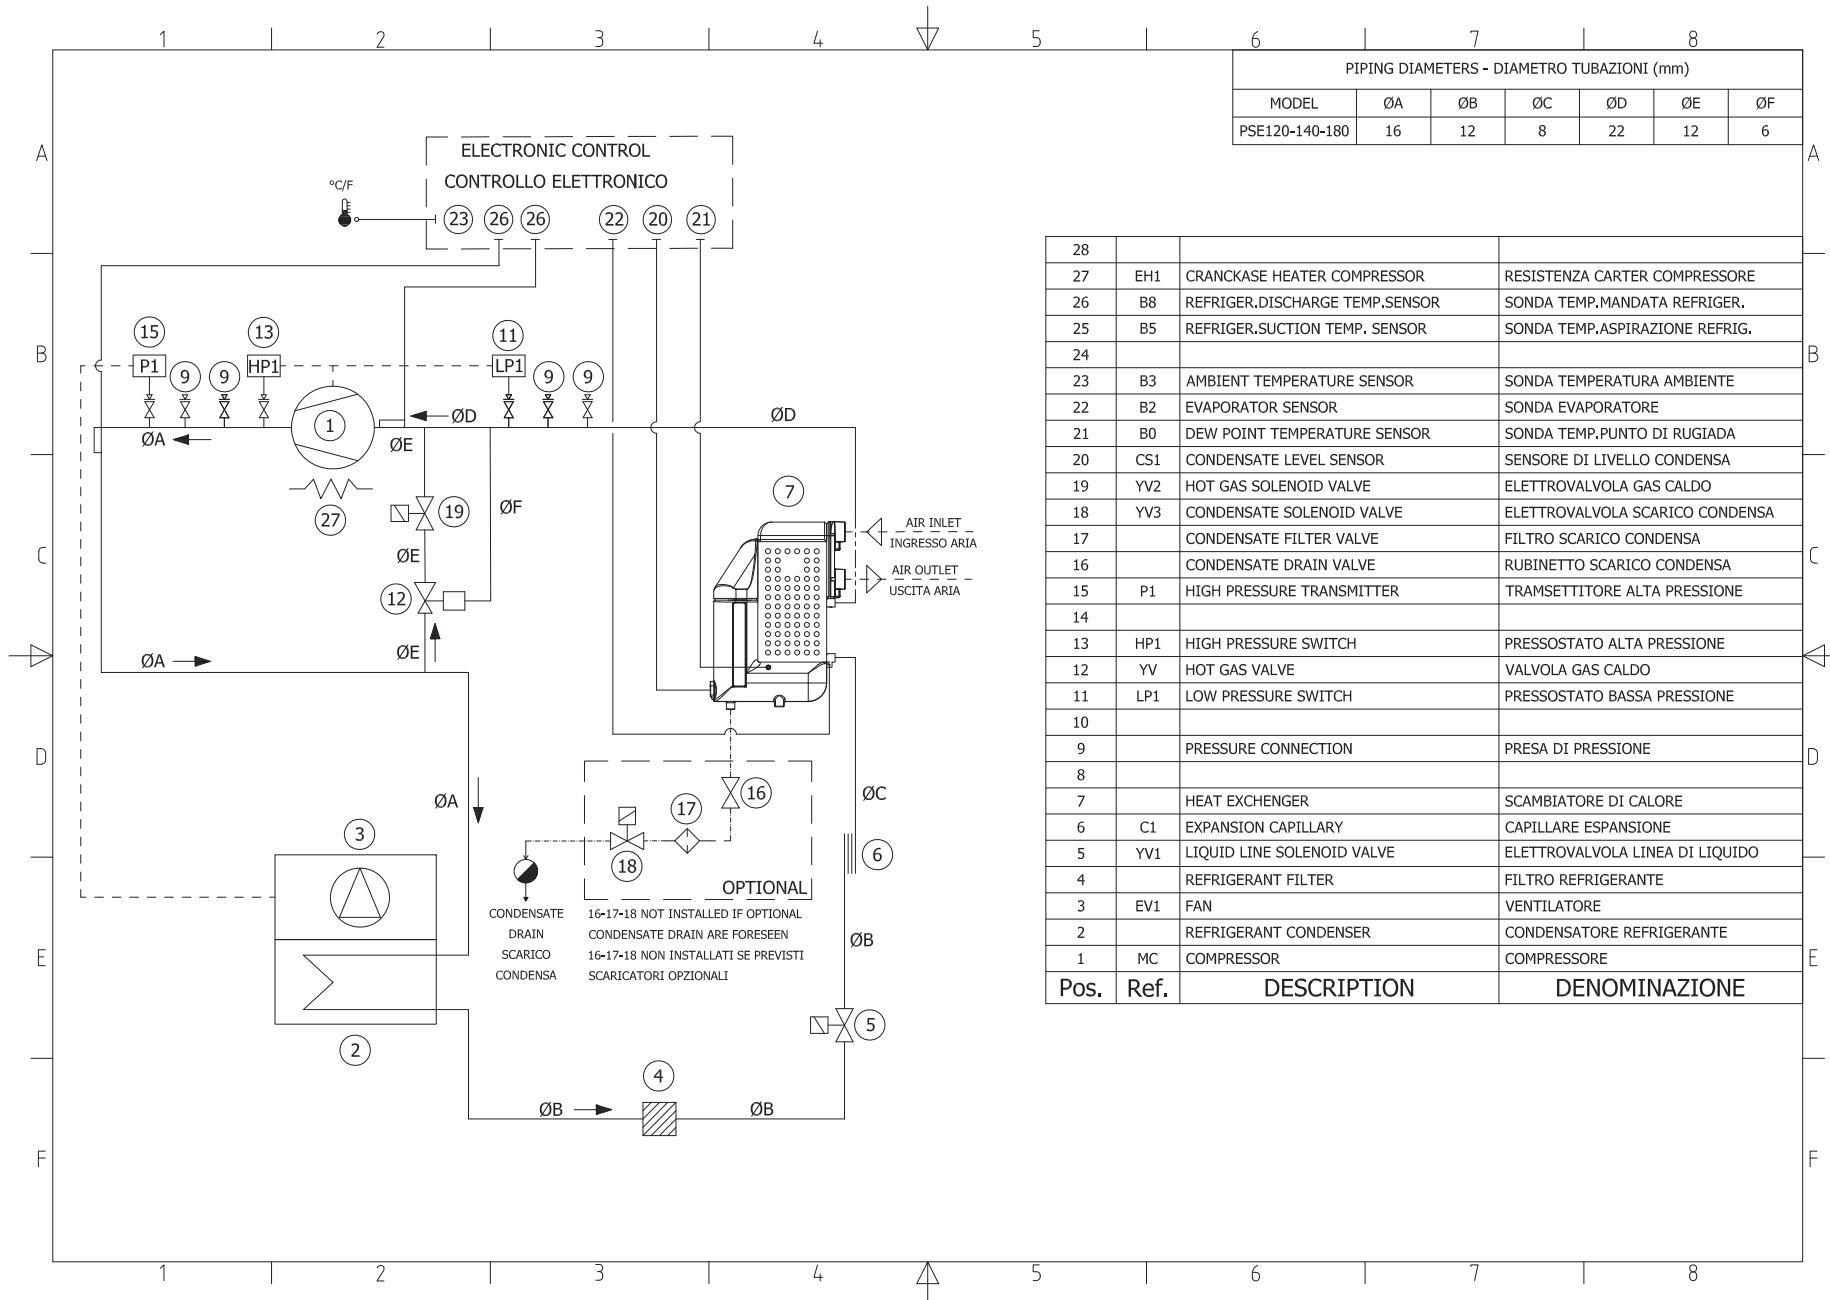 1 2 3 4 5 6 7 8
PIPING DIAMETERS - DIAMETRO TUBAZIONI (mm)
MODEL ØA ØB ØC ØD ØE ØF
PSE120-140-180 16 12 8 22 12 6
A A
ELECTRONIC CONTROL
CONTROLLO ELETTRONICO
°C/F
23 26 26 22 20 21
15 13 11
P1 HP1 LP1
9 9 9 9
B B
1
ØA ØD ØD
ØE
27
19
ØF
7
AIR INLET
INGRESSO ARIA
AIR OUTLET
USCITA ARIA
C C
ØE
12
ØE
ØA
D D
ØA
16
17
18
OPTIONAL
ØC
6
3
CONDENSATE
DRAIN
SCARICO
CONDENSA
16-17-18 NOT INSTALLED IF OPTIONAL
CONDENSATE DRAIN ARE FORESEEN
16-17-18 NON INSTALLATI SE PREVISTI
SCARICATORI OPZIONALI
ØB
E E
5
2
4
ØB ØB
F F
28
27 EH1 CRANCKASE HEATER COMPRESSOR RESISTENZA CARTER COMPRESSORE
26 B8 REFRIGER.DISCHARGE TEMP.SENSOR SONDA TEMP.MANDATA REFRIGER.
25 B5 REFRIGER.SUCTION TEMP. SENSOR SONDA TEMP.ASPIRAZIONE REFRIG.
24
23 B3 AMBIENT TEMPERATURE SENSOR SONDA TEMPERATURA AMBIENTE
22 B2 EVAPORATOR SENSOR SONDA EVAPORATORE
21 B0 DEW POINT TEMPERATURE SENSOR SONDA TEMP.PUNTO DI RUGIADA
20 CS1 CONDENSATE LEVEL SENSOR SENSORE DI LIVELLO CONDENSA
19 YV2 HOT GAS SOLENOID VALVE ELETTROVALVOLA GAS CALDO
18 YV3 CONDENSATE SOLENOID VALVE ELETTROVALVOLA SCARICO CONDENSA
17 CONDENSATE FILTER VALVE FILTRO SCARICO CONDENSA
16 CONDENSATE DRAIN VALVE RUBINETTO SCARICO CONDENSA
15 P1 HIGH PRESSURE TRANSMITTER TRAMSETTITORE ALTA PRESSIONE
14
13 HP1 HIGH PRESSURE SWITCH PRESSOSTATO ALTA PRESSIONE
12 YV HOT GAS VALVE VALVOLA GAS CALDO
11 LP1 LOW PRESSURE SWITCH PRESSOSTATO BASSA PRESSIONE
10
9 PRESSURE CONNECTION PRESA DI PRESSIONE
8
7 HEAT EXCHENGER SCAMBIATORE DI CALORE
6 C1 EXPANSION CAPILLARY CAPILLARE ESPANSIONE
5 YV1 LIQUID LINE SOLENOID VALVE ELETTROVALVOLA LINEA DI LIQUIDO
4 REFRIGERANT FILTER FILTRO REFRIGERANTE
3 EV1 FAN VENTILATORE
2 REFRIGERANT CONDENSER CONDENSATORE REFRIGERANTE
1 MC COMPRESSOR COMPRESSORE
Pos. Ref. DESCRIPTION DENOMINAZIONE
1 2 3 4 5 6 7 8